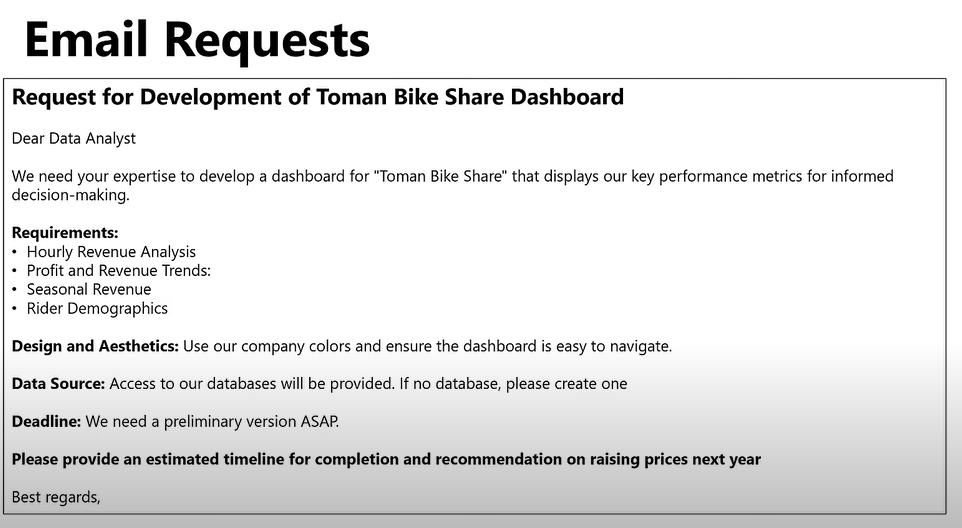 Email Requests
Request for Development of Toman Bike Share Dashboard
Dear Data Analyst
We need your expertise to develop a dashboard for "Toman Bike Share" that displays our key performance metrics for informed
decision-making.
Requirements:
• Hourly Revenue Analysis
• Profit and Revenue Trends:
• Seasonal Revenue
• Rider Demographics
Design and Aesthetics: Use our company colors and ensure the dashboard is easy to navigate.
Data Source: Access to our databases will be provided. If no database, please create one
Deadline: We need a preliminary version ASAP.
Please provide an estimated timeline for completion and recommendation on raising prices next year
Best regards,